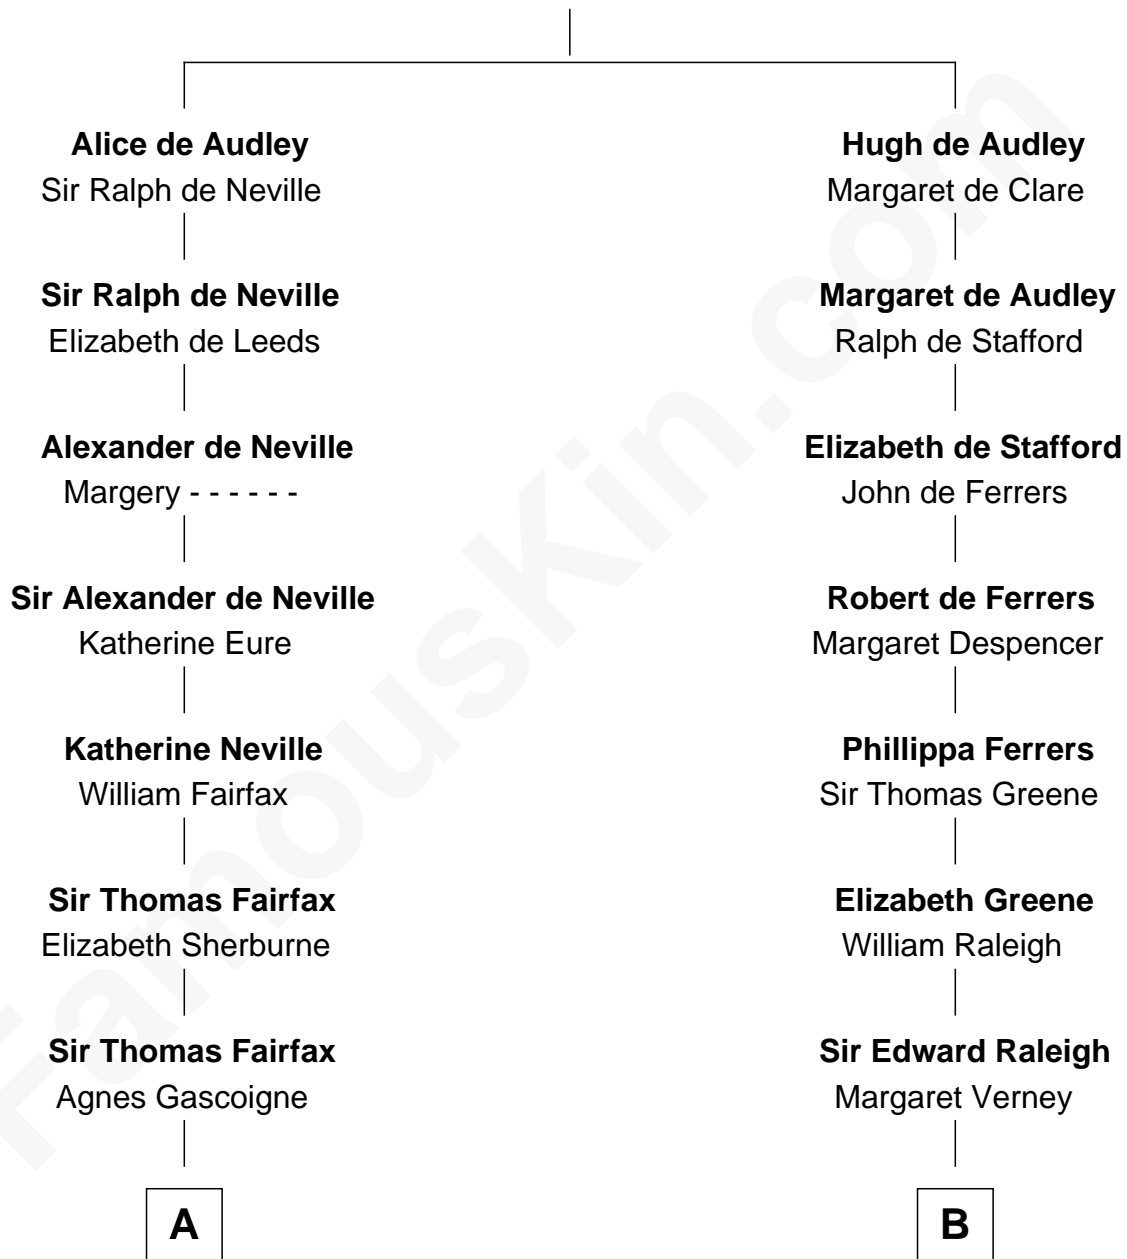 Alice de Audley
Sir Ralph de Neville
Hugh de Audley
Margaret de Clare
Sir Ralph de Neville
Elizabeth de Leeds
Margaret de Audley
Ralph de Stafford
Alexander de Neville
Margery - - - - - -
Elizabeth de Stafford
John de Ferrers
Sir Alexander de Neville
Katherine Eure
Robert de Ferrers
Margaret Despencer
Katherine Neville
William Fairfax
Phillippa Ferrers
Sir Thomas Greene
Sir Thomas Fairfax
Elizabeth Sherburne
Elizabeth Greene
William Raleigh
Sir Thomas Fairfax
Agnes Gascoigne
Sir Edward Raleigh
Margaret Verney
A
B
FamousKin.com